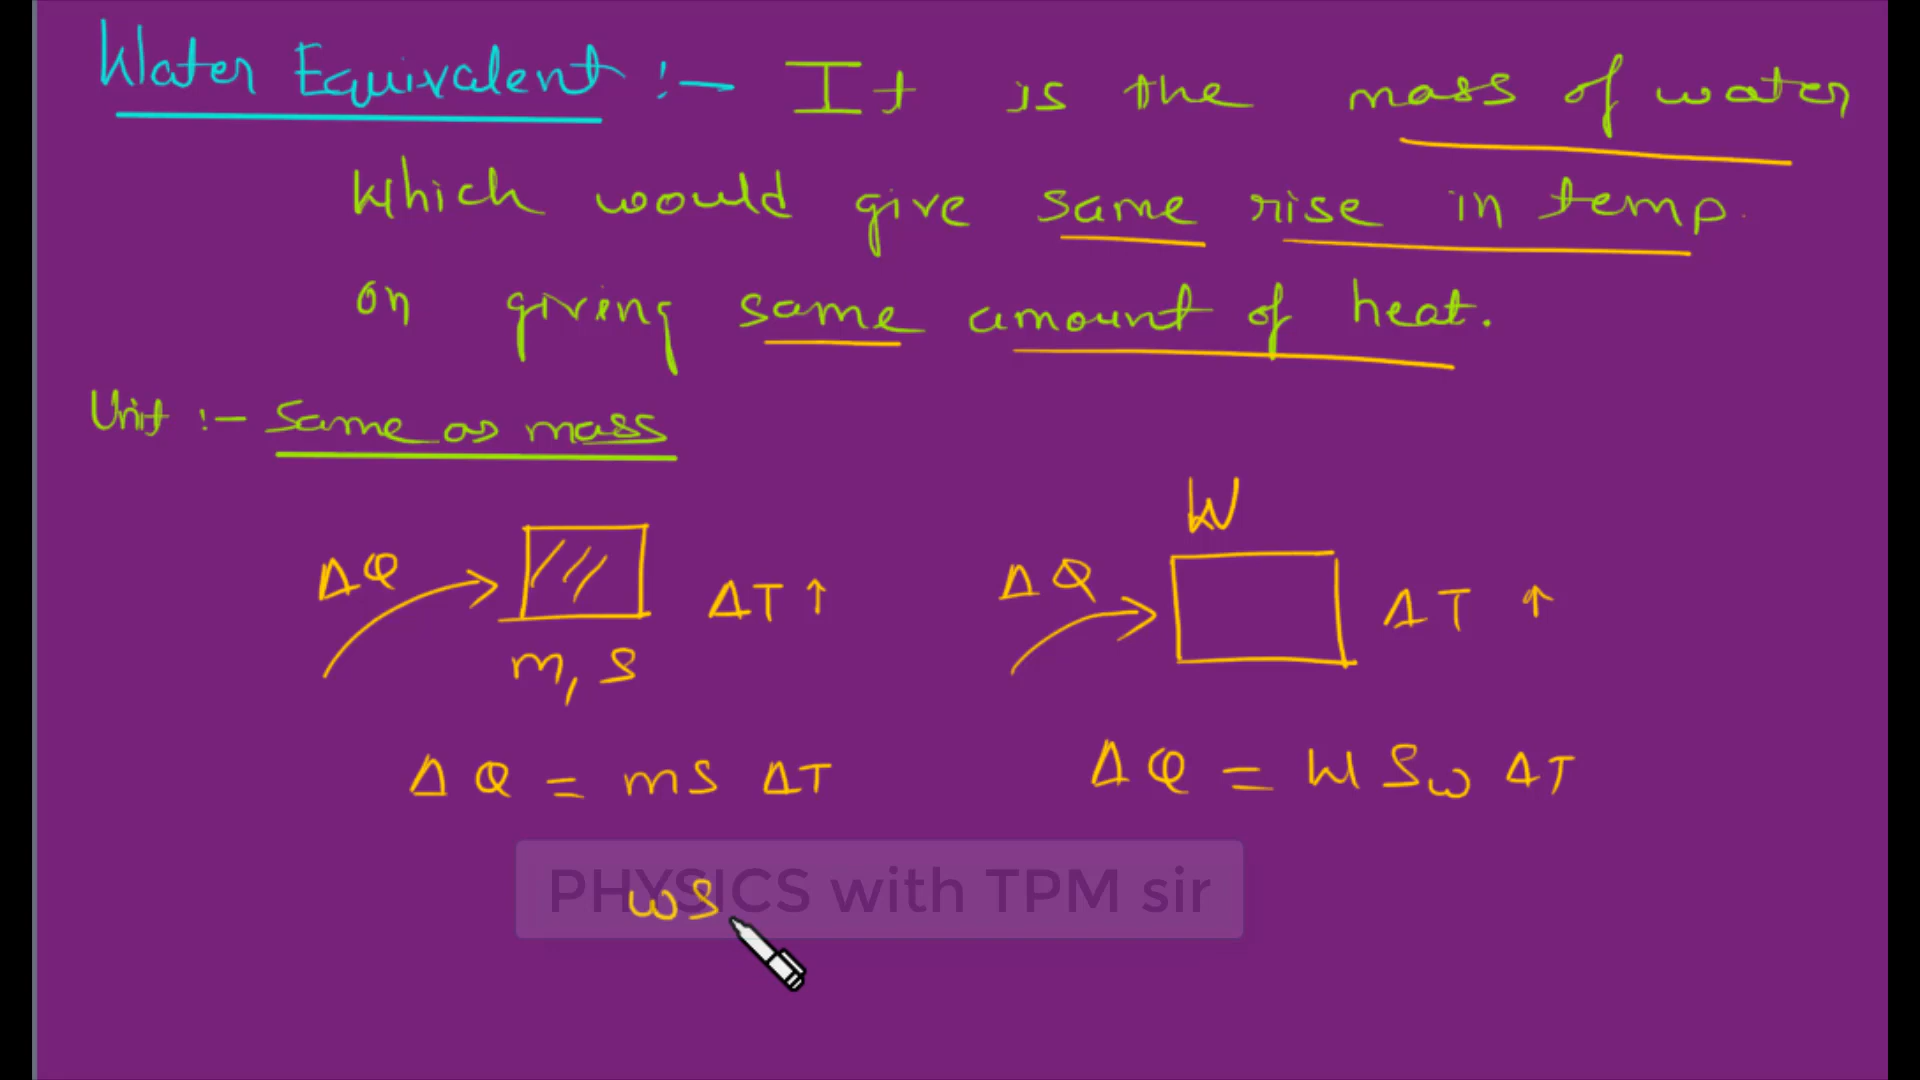 Water Equivalent :- It is the mass of water
which would give same rise in temp.
on giving same amount of heat.
Unit :- Same as mass
W
ΔQ ΔT ↑ ΔQ ΔT ↑
m, s
ΔQ = ms ΔT ΔQ = W Sw ΔT
PHYSICS with TPM sir
ws